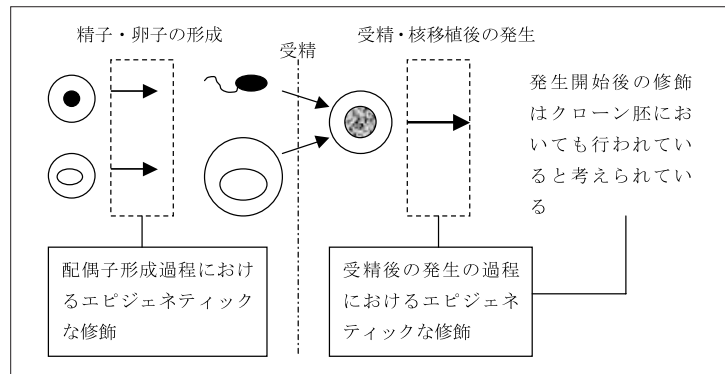 精子・卵子の形成
受精
受精・核移植後の発生
発生開始後の修飾
はクローン胚にお
いても行われてい
ると考えられてい
る
配偶子形成過程におけ
るエピジェネティック
な修飾
受精後の発生の過程
におけるエピジェネ
ティックな修飾